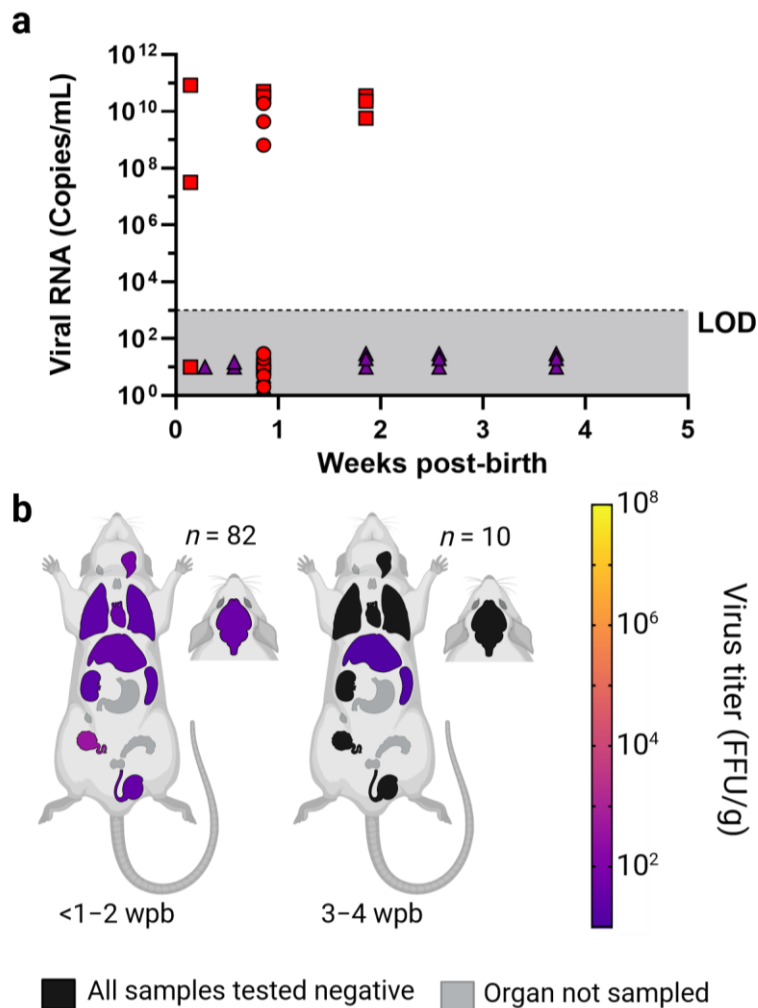 a
Viral RNA (Copies/mL)
10¹²
10¹⁰
10⁸
10⁶
10⁴
10²
10⁰
LOD
0 1 2 3 4 5
Weeks post-birth
b
n = 82
n = 10
<1–2 wpb
3–4 wpb
10⁸
10⁶
10⁴
10²
Virus titer (FFU/g)
All samples tested negative
Organ not sampled